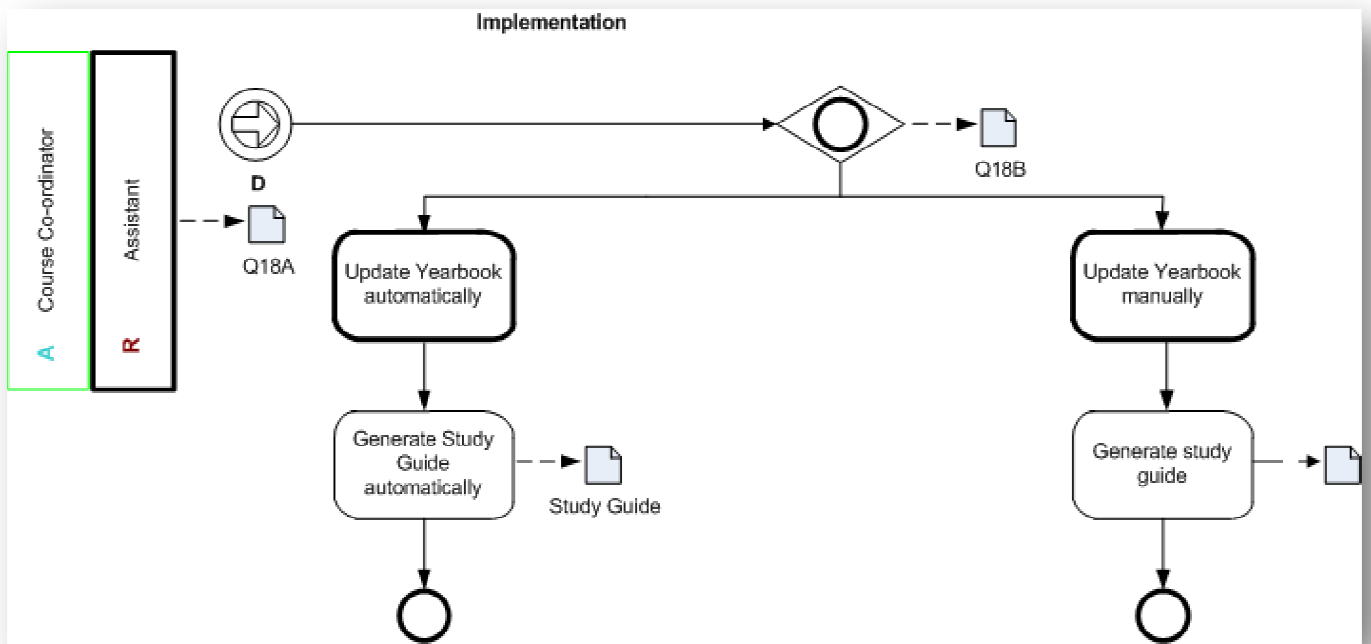 Implementation
A Course Co-ordinator
R Assistant
D
Q18A
Q18B
Update Yearbook
automatically
Update Yearbook
manually
Generate Study
Guide
automatically
Study Guide
Generate study
guide